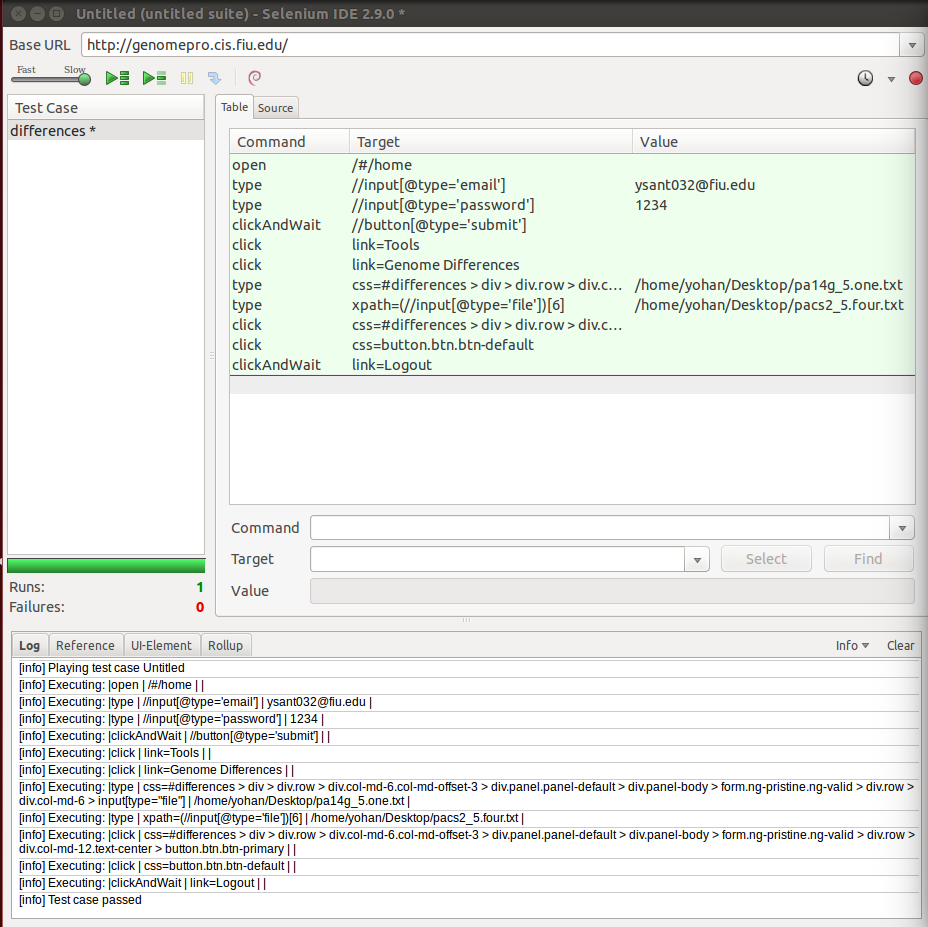 Untitled (untitled suite) - Selenium IDE 2.9.0 *
Base URL http://genomepro.cis.fiu.edu/
Fast Slow
Test Case
differences *
Table Source
Command Target Value
open /#/home
type //input[@type='email'] ysant032@fiu.edu
type //input[@type='password'] 1234
clickAndWait //button[@type='submit']
click link=Tools
click link=Genome Differences
type css=#differences > div > div.row > div.c... /home/yohan/Desktop/pa14g_5.one.txt
type xpath=(//input[@type='file'])[6] /home/yohan/Desktop/pacs2_5.four.txt
click css=#differences > div > div.row > div.c...
click css=button.btn.btn-default
clickAndWait link=Logout
Command
Target Select Find
Value
Runs: 1
Failures: 0
Log Reference UI-Element Rollup Info Clear
[info] Playing test case Untitled
[info] Executing: |open | /#/home | |
[info] Executing: |type | //input[@type='email'] | ysant032@fiu.edu |
[info] Executing: |type | //input[@type='password'] | 1234 |
[info] Executing: |clickAndWait | //button[@type='submit'] | |
[info] Executing: |click | link=Tools | |
[info] Executing: |click | link=Genome Differences | |
[info] Executing: |type | css=#differences > div > div.row > div.col-md-6.col-md-offset-3 > div.panel.panel-default > div.panel-body > form.ng-pristine.ng-valid > div.row >
div.col-md-6 > input[type="file"] | /home/yohan/Desktop/pa14g_5.one.txt |
[info] Executing: |type | xpath=(//input[@type='file'])[6] | /home/yohan/Desktop/pacs2_5.four.txt |
[info] Executing: |click | css=#differences > div > div.row > div.col-md-6.col-md-offset-3 > div.panel.panel-default > div.panel-body > form.ng-pristine.ng-valid > div.row >
div.col-md-12.text-center > button.btn.btn-primary | |
[info] Executing: |click | css=button.btn.btn-default | |
[info] Executing: |clickAndWait | link=Logout | |
[info] Test case passed